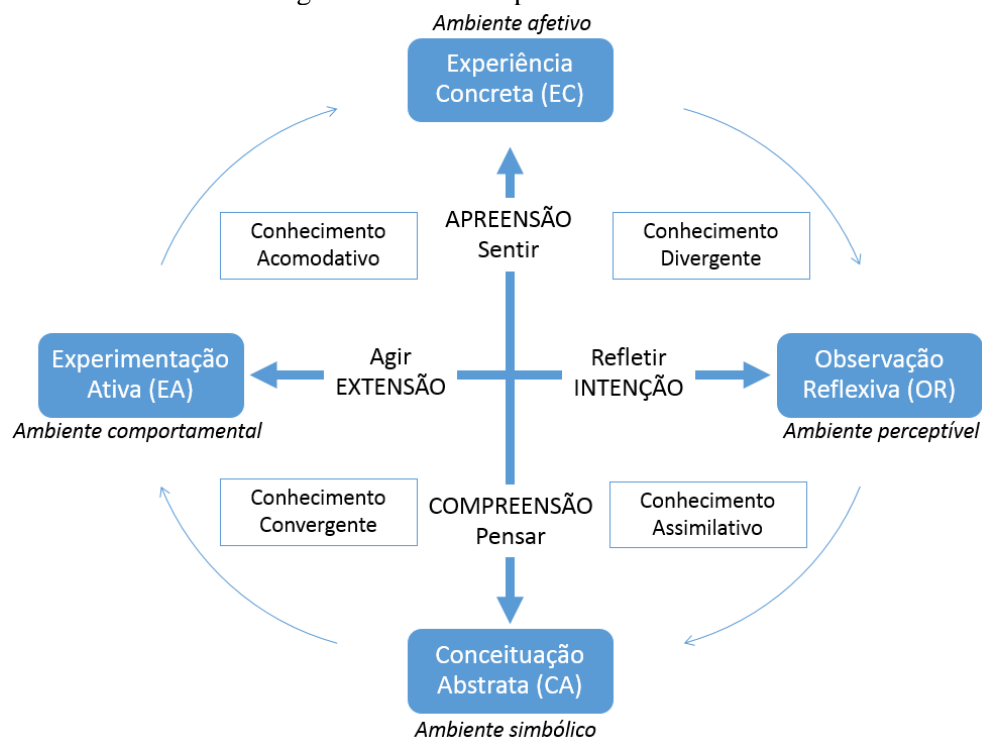 Ambiente afetivo
Experiência
Concreta (EC)
APREENSÃO
Sentir
Conhecimento
Acomodativo
Conhecimento
Divergente
Experimentação
Ativa (EA)
Ambiente comportamental
Agir
EXTENSÃO
Refletir
INTENÇÃO
Observação
Reflexiva (OR)
Ambiente perceptível
Conhecimento
Convergente
COMPREENSÃO
Pensar
Conhecimento
Assimilativo
Conceituação
Abstrata (CA)
Ambiente simbólico